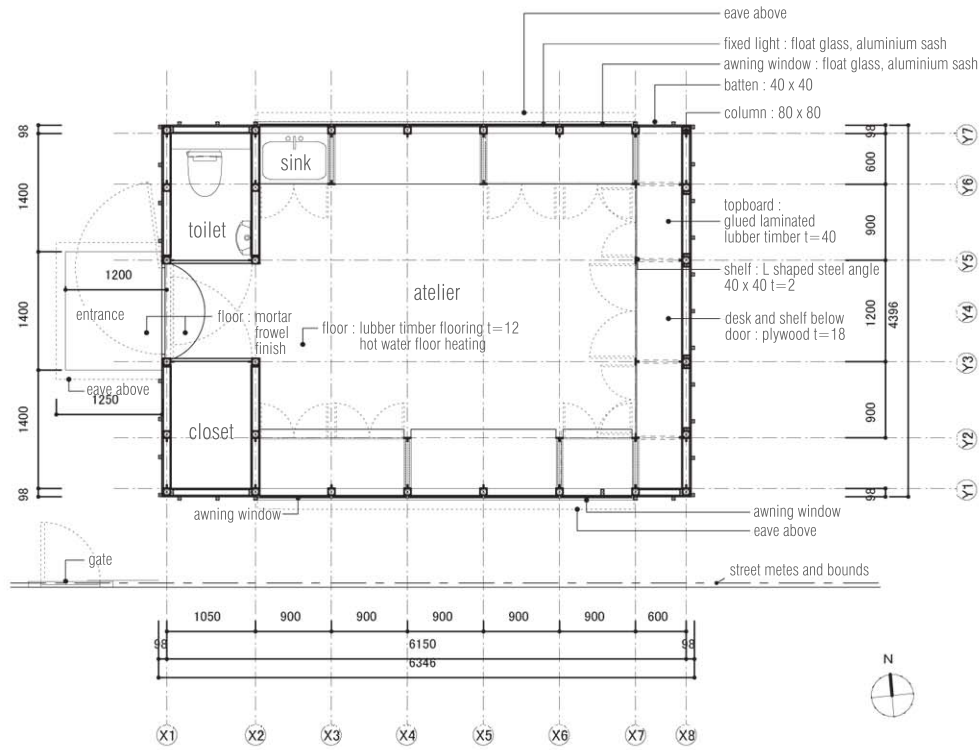 eave above
fixed light : float glass, aluminium sash
awning window : float glass, aluminium sash
batten : 40 x 40
column : 80 x 80
98
98
Y7
sink
600
Y6
1400
topboard :
glued laminated
lubber timber t=40
900
toilet
Y5
1200
shelf : L shaped steel angle
40 x 40 t=2
atelier
entrance
floor : mortar
frowel
finish
floor : lubber timber flooring t=12
hot water floor heating
1400
desk and shelf below
door : plywood t=18
1200
4396
Y4
Y3
eave above
1250
900
1400
closet
Y2
98
98
Y1
awning window
awning window
eave above
gate
street metes and bounds
1050
900
900
900
900
900
600
98
6150
98
6346
N
X1
X2
X3
X4
X5
X6
X7
X8